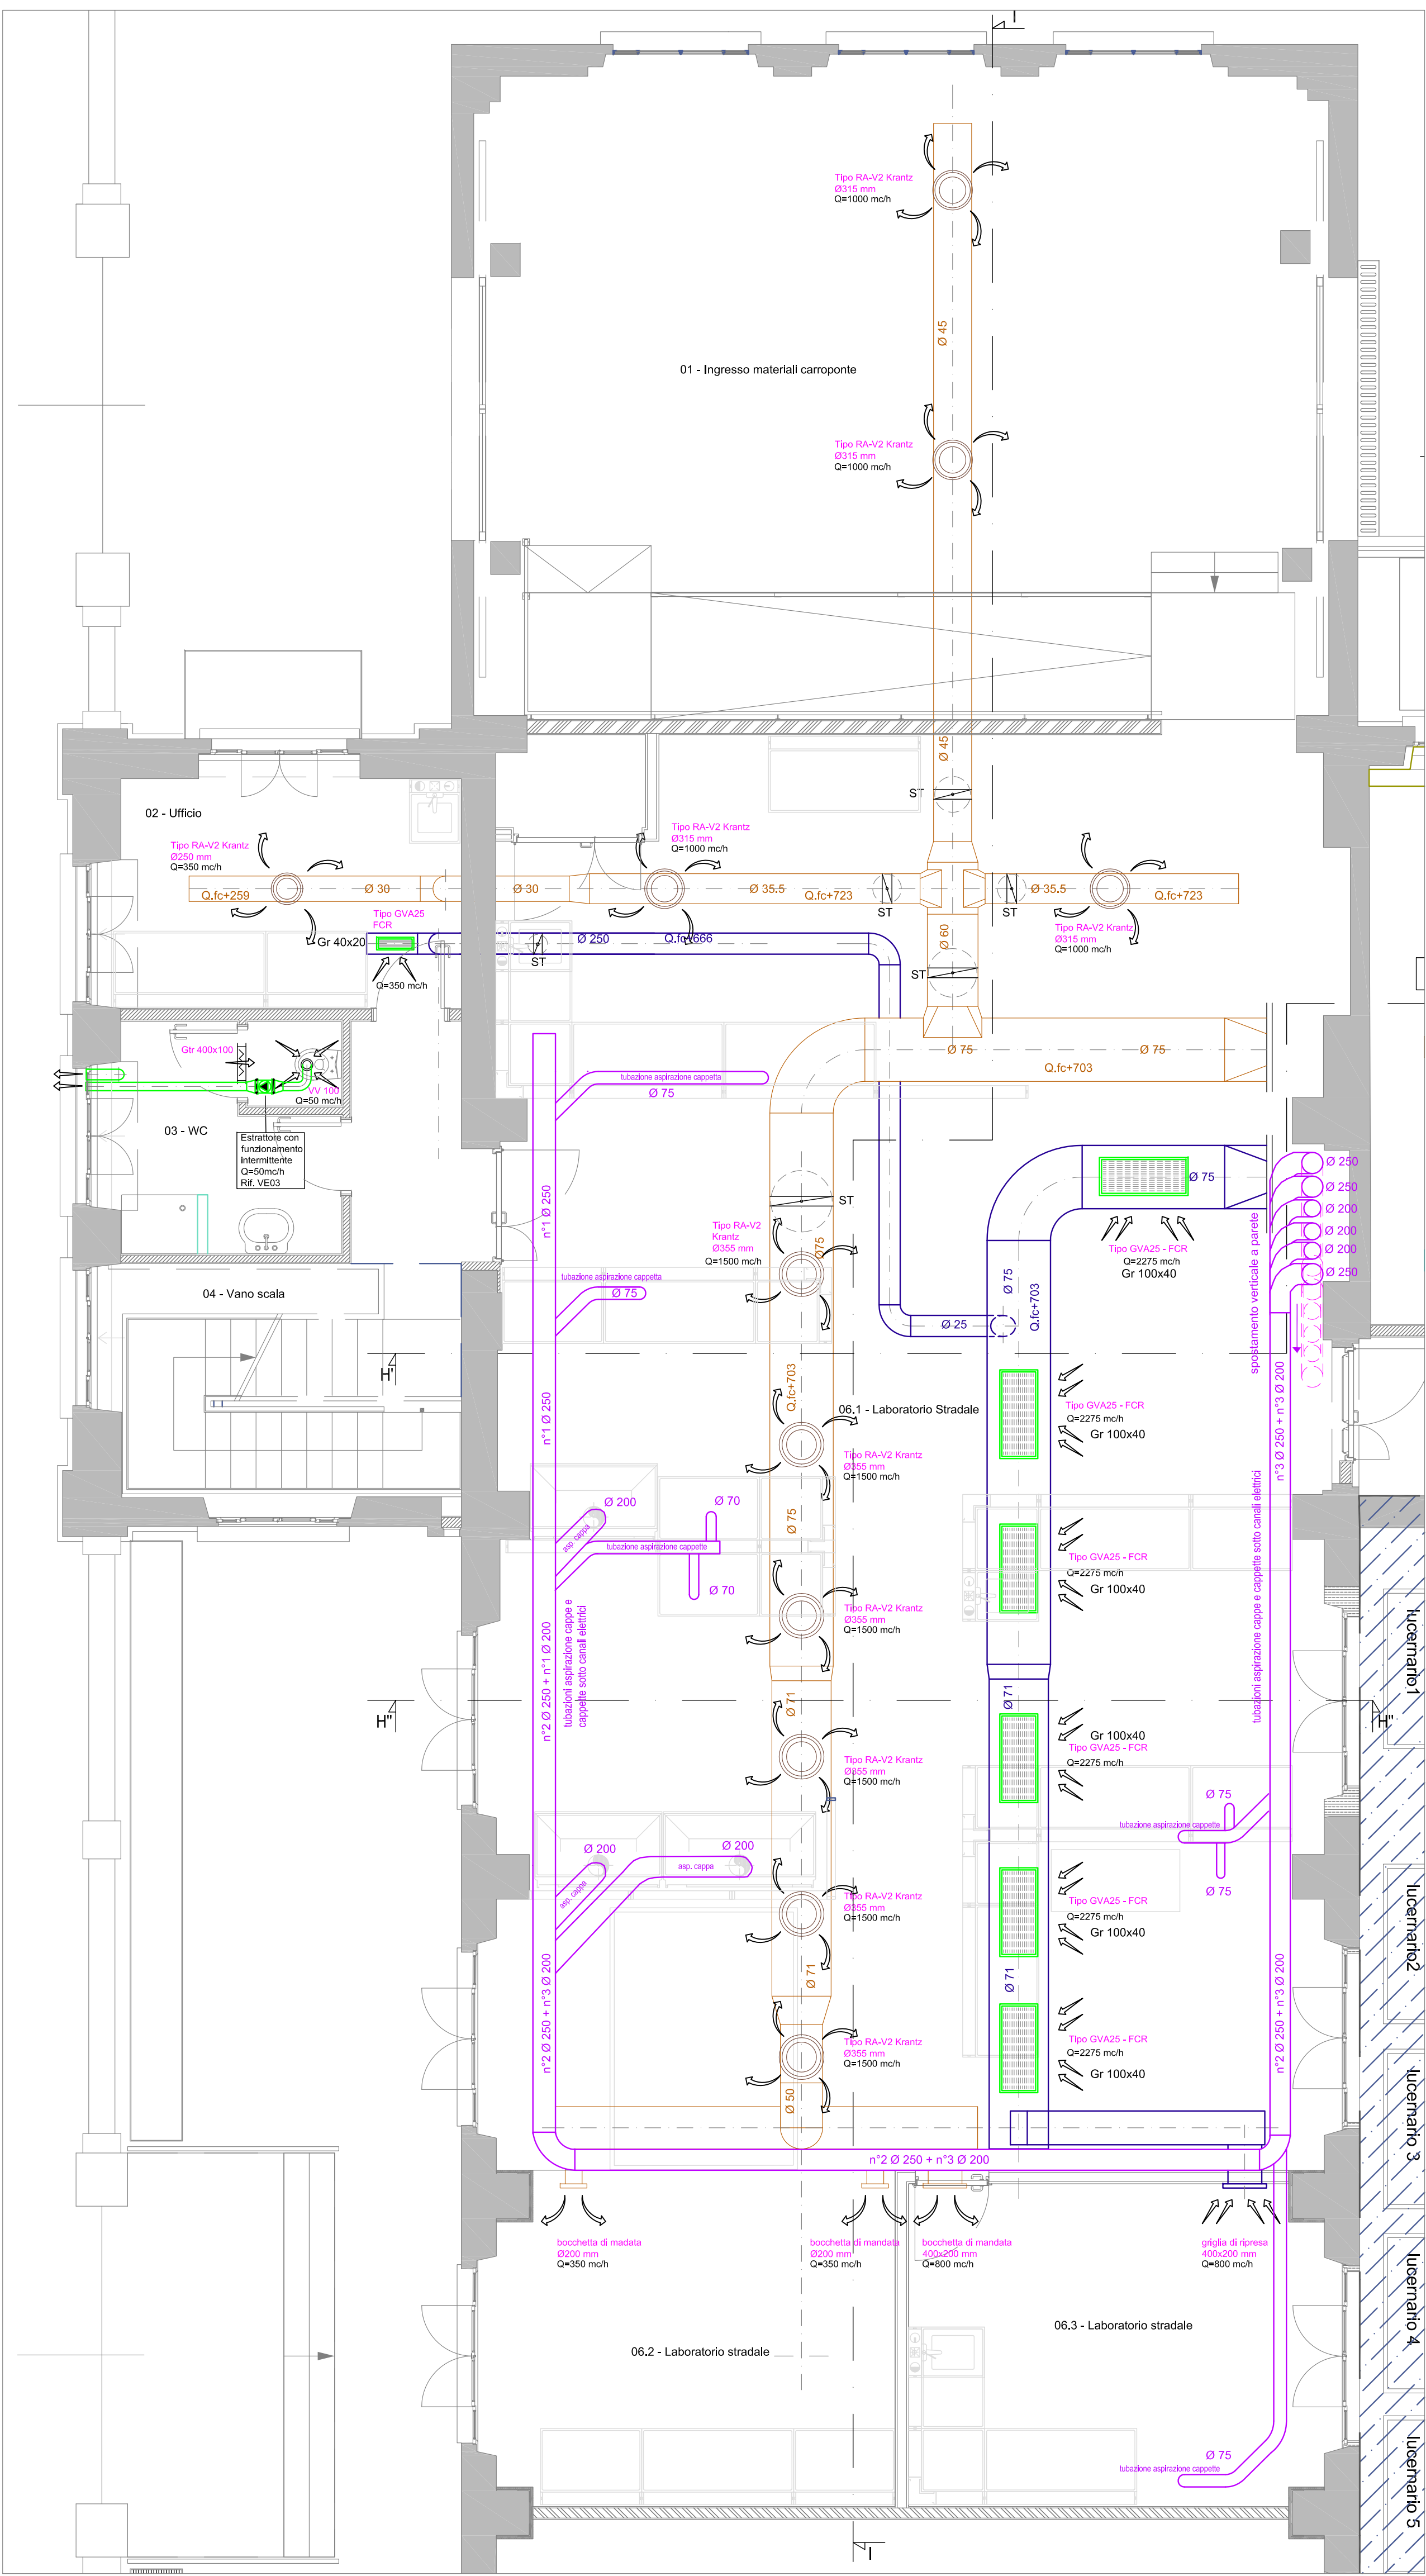 I
Tipo RA-V2 Krantz
Ø315 mm
Q=1000 mc/h
Ø 45
01 - Ingresso materiali carroponte
Tipo RA-V2 Krantz
Ø315 mm
Q=1000 mc/h
Ø 45
ST
02 - Ufficio
Tipo RA-V2 Krantz
Ø250 mm
Q=350 mc/h
Q.fc+259
Ø 30
Ø 30
Tipo RA-V2 Krantz
Ø315 mm
Q=1000 mc/h
Ø 35.5
Q.fc+723
ST
ST
Ø 35.5
Q.fc+723
Tipo RA-V2 Krantz
Ø315 mm
Q=1000 mc/h
Tipo GVA25
FCR
Gr 40x20
Q=350 mc/h
ST
Ø 250
Q.fc+666
Ø 60
ST
Ø 75
Ø 75
Q.fc+703
Gtr 400x100
VV 100
Q=50 mc/h
03 - WC
Estrattore con
funzionamento
intermittente
Q=50mc/h
Rif. VE03
tubazione aspirazione cappetta
Ø 75
n°1 Ø 250
ST
Tipo RA-V2
Krantz
Ø355 mm
Q=1500 mc/h
Ø75
Ø 75
Tipo GVA25 - FCR
Q=2275 mc/h
Gr 100x40
Ø 250
Ø 250
Ø 200
Ø 200
Ø 200
Ø 250
spostamento verticale a parete
04 - Vano scala
tubazione aspirazione cappetta
Ø 75
Ø 75
Q.fc+703
Ø 25
H'
n°1 Ø 250
Q.fc+703
06.1 - Laboratorio Stradale
Tipo GVA25 - FCR
Q=2275 mc/h
Gr 100x40
n°3 Ø 250 + n°3 Ø 200
Tipo RA-V2 Krantz
Ø355 mm
Q=1500 mc/h
Ø 200
asp. cappa
Ø 70
tubazione aspirazione cappette
Ø 70
Ø 75
Tipo GVA25 - FCR
Q=2275 mc/h
Gr 100x40
tubazioni aspirazione cappe e cappette sotto canali elettrici
Tipo RA-V2 Krantz
Ø355 mm
Q=1500 mc/h
n°2 Ø 250 + n°1 Ø 200
tubazioni aspirazione cappe e
cappette sotto canali elettrici
lucernario1
H"
H"
Ø 71
Ø 71
Gr 100x40
Tipo GVA25 - FCR
Q=2275 mc/h
Tipo RA-V2 Krantz
Ø355 mm
Q=1500 mc/h
Ø 75
tubazione aspirazione cappette
Ø 75
Ø 200
asp. cappa
Ø 200
asp. cappa
Tipo RA-V2 Krantz
Ø355 mm
Q=1500 mc/h
Tipo GVA25 - FCR
Q=2275 mc/h
Gr 100x40
lucernario2
Ø 71
Ø 71
n°2 Ø 250 + n°3 Ø 200
n°2 Ø 250 + n°3 Ø 200
Tipo RA-V2 Krantz
Ø355 mm
Q=1500 mc/h
Tipo GVA25 - FCR
Q=2275 mc/h
Gr 100x40
Ø 50
lucernario 3
n°2 Ø 250 + n°3 Ø 200
bocchetta di madata
Ø200 mm
Q=350 mc/h
bocchetta di mandata
Ø200 mm
Q=350 mc/h
bocchetta di mandata
400x200 mm
Q=800 mc/h
griglia di ripresa
400x200 mm
Q=800 mc/h
lucernario 4
06.2 - Laboratorio stradale
06.3 - Laboratorio stradale
Ø 75
tubazione aspirazione cappette
lucernario 5
I